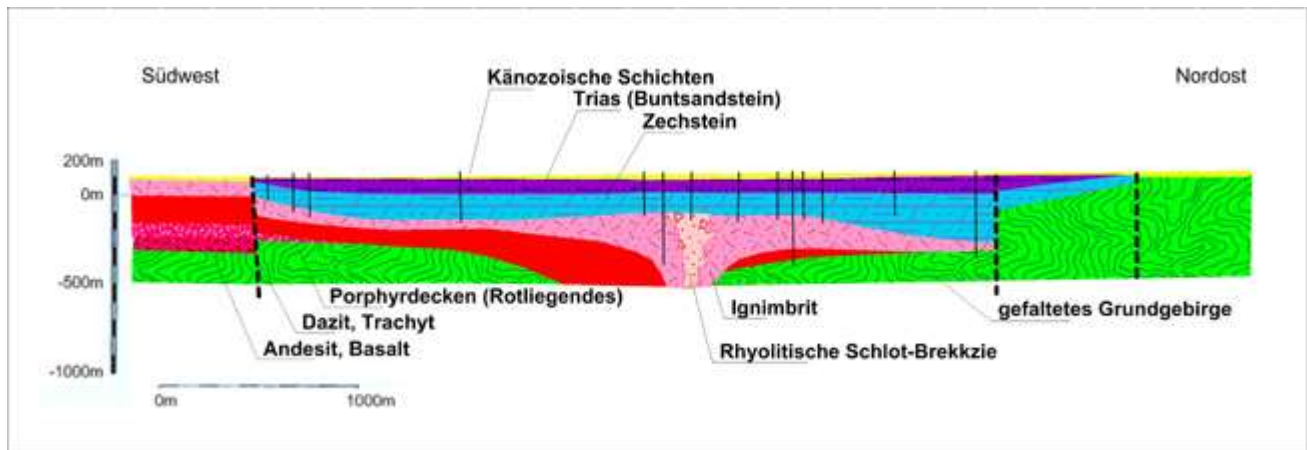 Südwest
Nordost
Känozoische Schichten
Trias (Buntsandstein)
Zechstein
200m
0m
-500m
-1000m
Porphyrdecken (Rotliegendes)
Dazit, Trachyt
Andesit, Basalt
Ignimbrit
Rhyolitische Schlot-Brekkzie
gefaltetes Grundgebirge
0m
1000m